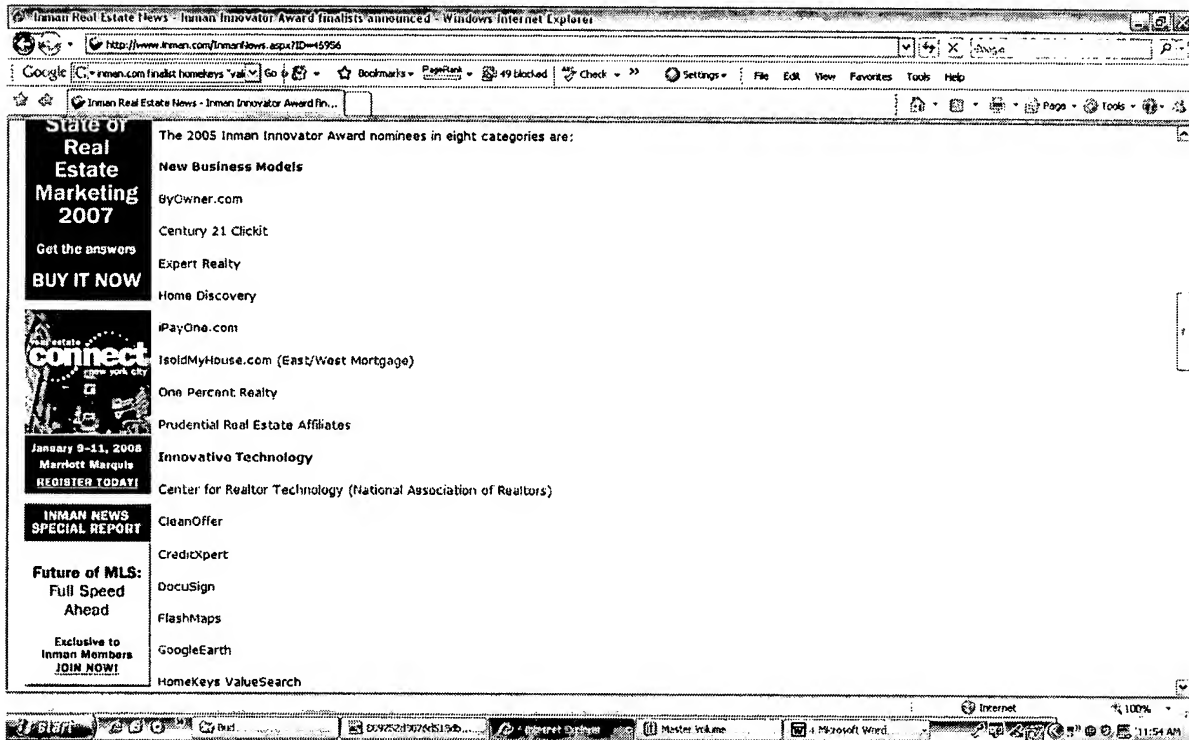 Inman Real Estate News - Inman Innovator Award finalists announced - Windows Internet Explorer
http://www.inman.com/InmanNews.aspx?ID=45956
Google
inman.com finalist homekeys "val
Go
Bookmarks
PageRank
49 blocked
Check
Settings
File Edit View Favorites Tools Help
Inman Real Estate News - Inman Innovator Award fin...
Page
Tools
State of
Real
Estate
Marketing
2007
Get the answers
BUY IT NOW
real estate
connect
new york city
January 9-11, 2008
Marriott Marquis
REGISTER TODAY!
INMAN NEWS
SPECIAL REPORT
Future of MLS:
Full Speed
Ahead
Exclusive to
Inman Members
JOIN NOW!
The 2005 Inman Innovator Award nominees in eight categories are:
New Business Models
ByOwner.com
Century 21 Clickit
Expert Realty
Home Discovery
iPayOne.com
IsoldMyHouse.com (East/West Mortgage)
One Percent Realty
Prudential Real Estate Affiliates
Innovative Technology
Center for Realtor Technology (National Association of Realtors)
CleanOffer
CreditXpert
DocuSign
FlashMaps
GoogleEarth
HomeKeys ValueSearch
Internet
100%
Start
Internet Explorer
Master Volume
Microsoft Word
11:54 AM